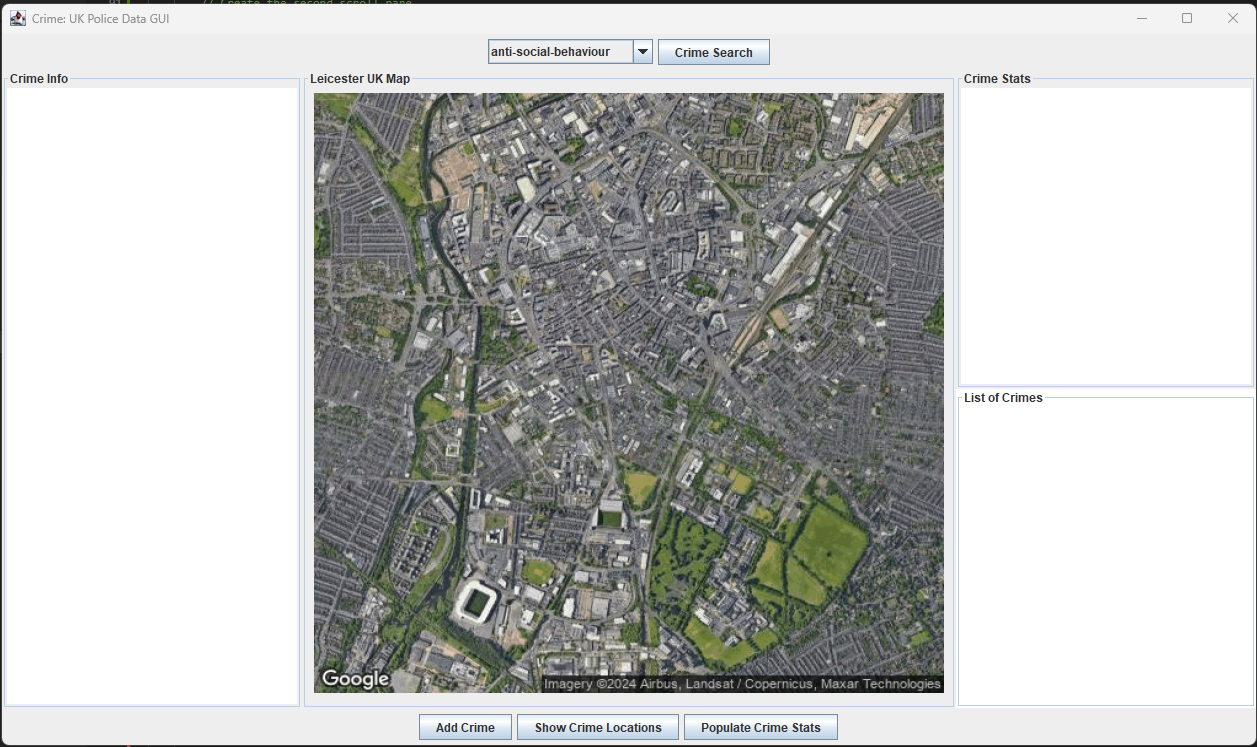 // Create the second scroll pane
Crime: UK Police Data GUI
anti-social-behaviour
Crime Search
Crime Info
Leicester UK Map
Crime Stats
List of Crimes
Google
Imagery ©2024 Airbus, Landsat / Copernicus, Maxar Technologies
Add Crime
Show Crime Locations
Populate Crime Stats